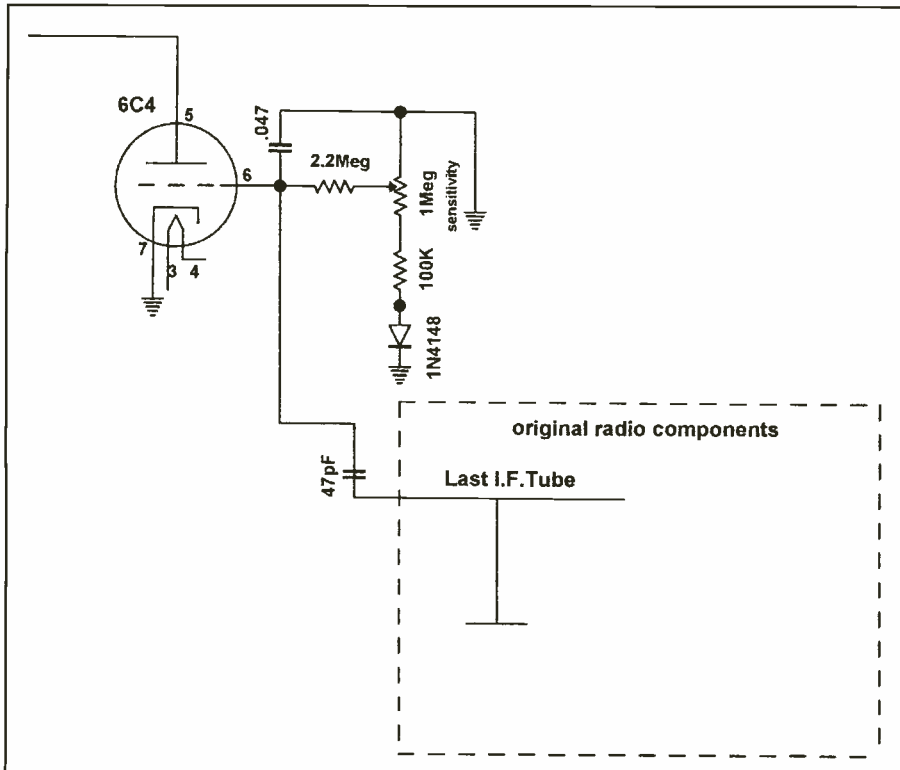 6C4
5
.047
2.2Meg
6
1Meg
sensitivity
7
3
4
100K
1N4148
original radio components
47pF
Last I.F.Tube